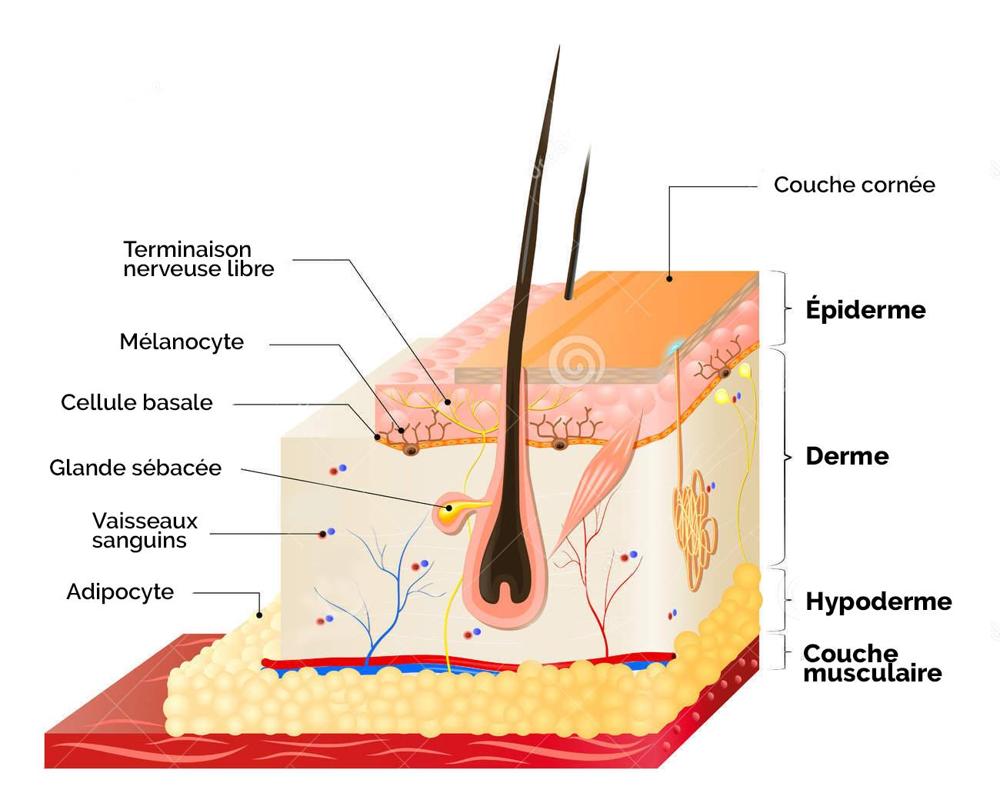 Couche cornée
Terminaison
nerveuse libre
Épiderme
Mélanocyte
Cellule basale
Derme
Glande sébacée
Vaisseaux
sanguins
Adipocyte
Hypoderme
Couche
musculaire